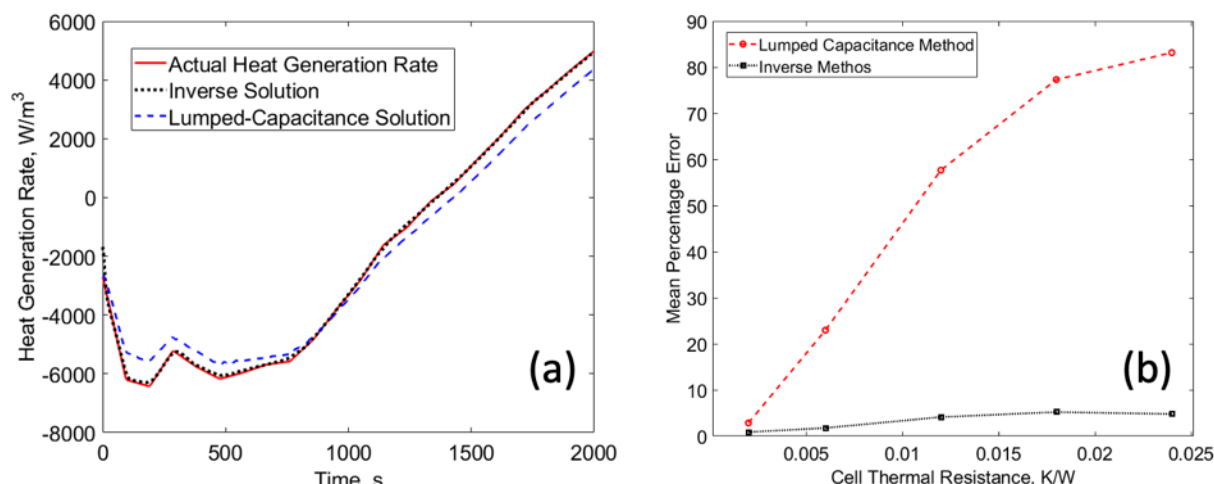 6000
4000
2000
0
-2000
-4000
-6000
-8000
Heat Generation Rate, W/m3
Actual Heat Generation Rate
Inverse Solution
Lumped-Capacitance Solution
(a)
0 500 1000 1500 2000
Time, s
90
80
70
60
50
40
30
20
10
0
Mean Percentage Error
Lumped Capacitance Method
Inverse Methos
(b)
0.005 0.01 0.015 0.02 0.025
Cell Thermal Resistance, K/W